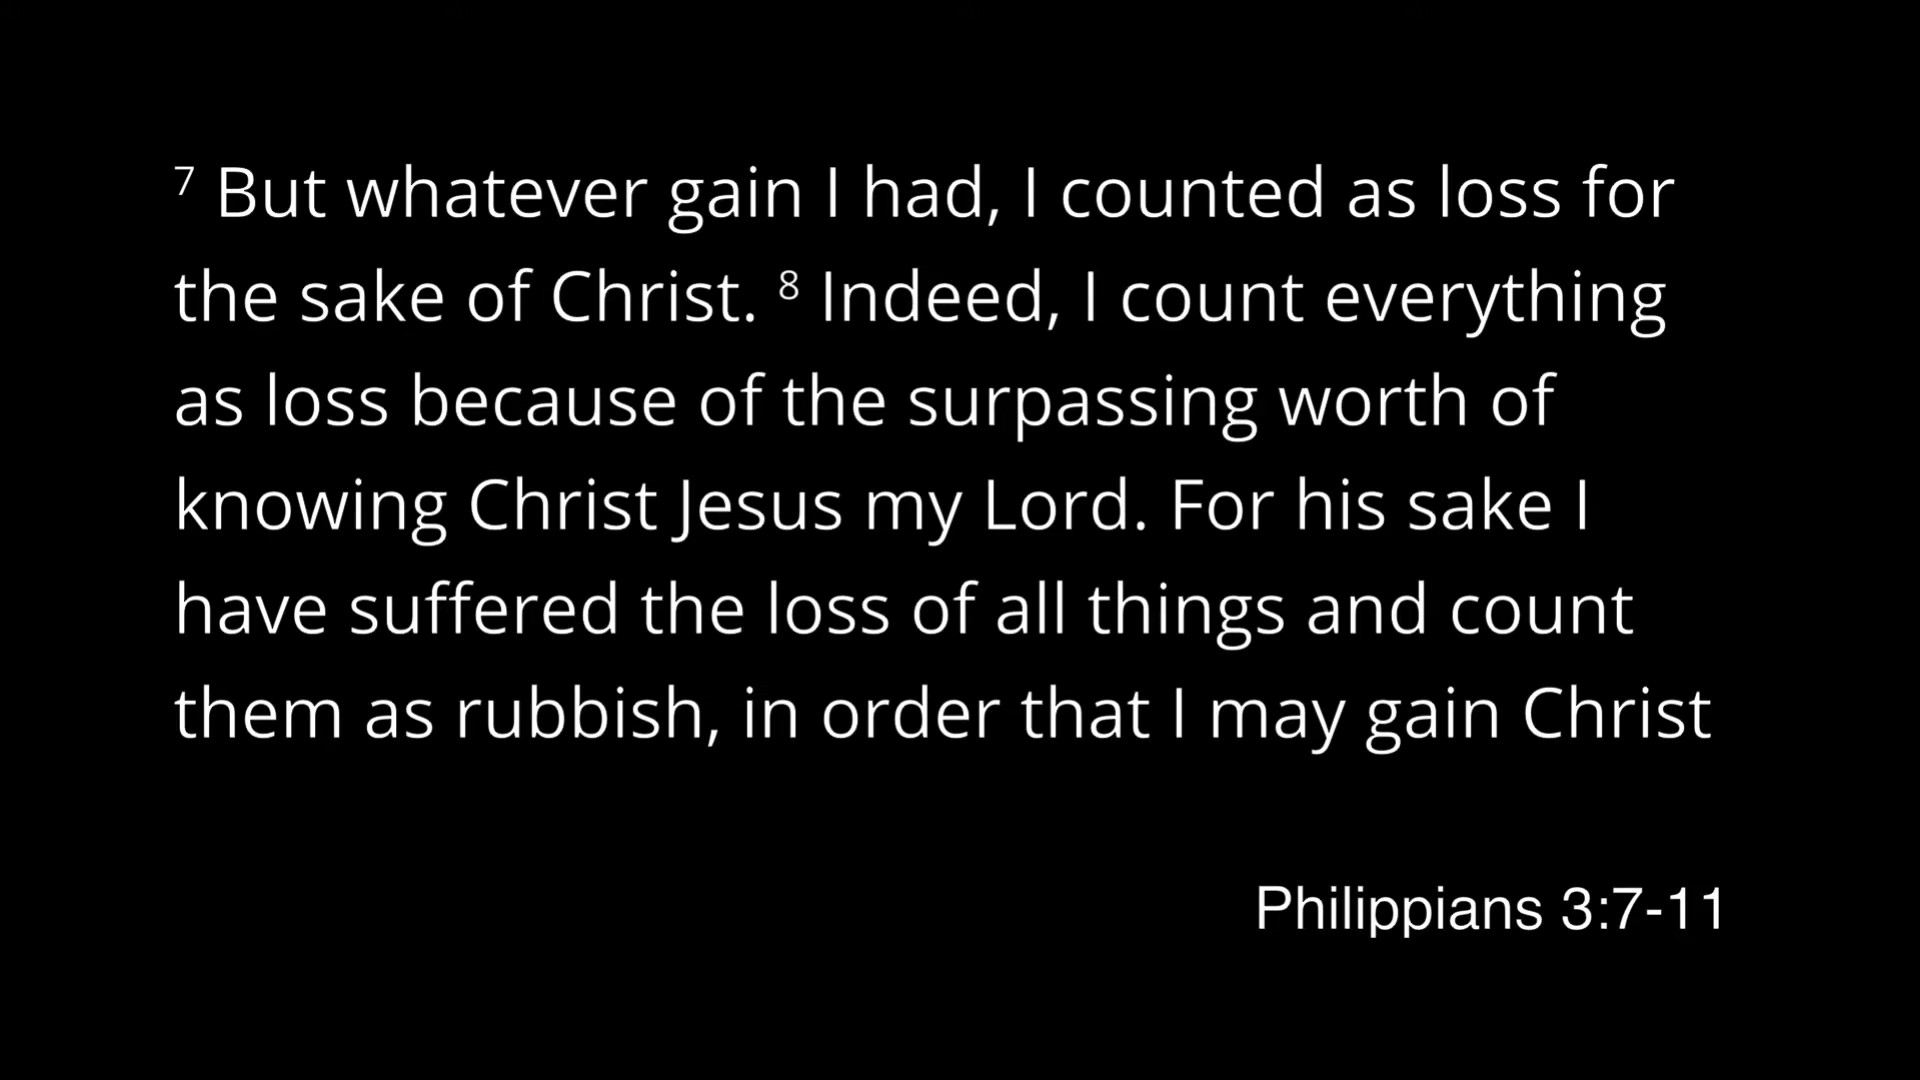 ⁷ But whatever gain I had, I counted as loss for
the sake of Christ. ⁸ Indeed, I count everything
as loss because of the surpassing worth of
knowing Christ Jesus my Lord. For his sake I
have suffered the loss of all things and count
them as rubbish, in order that I may gain Christ
Philippians 3:7-11